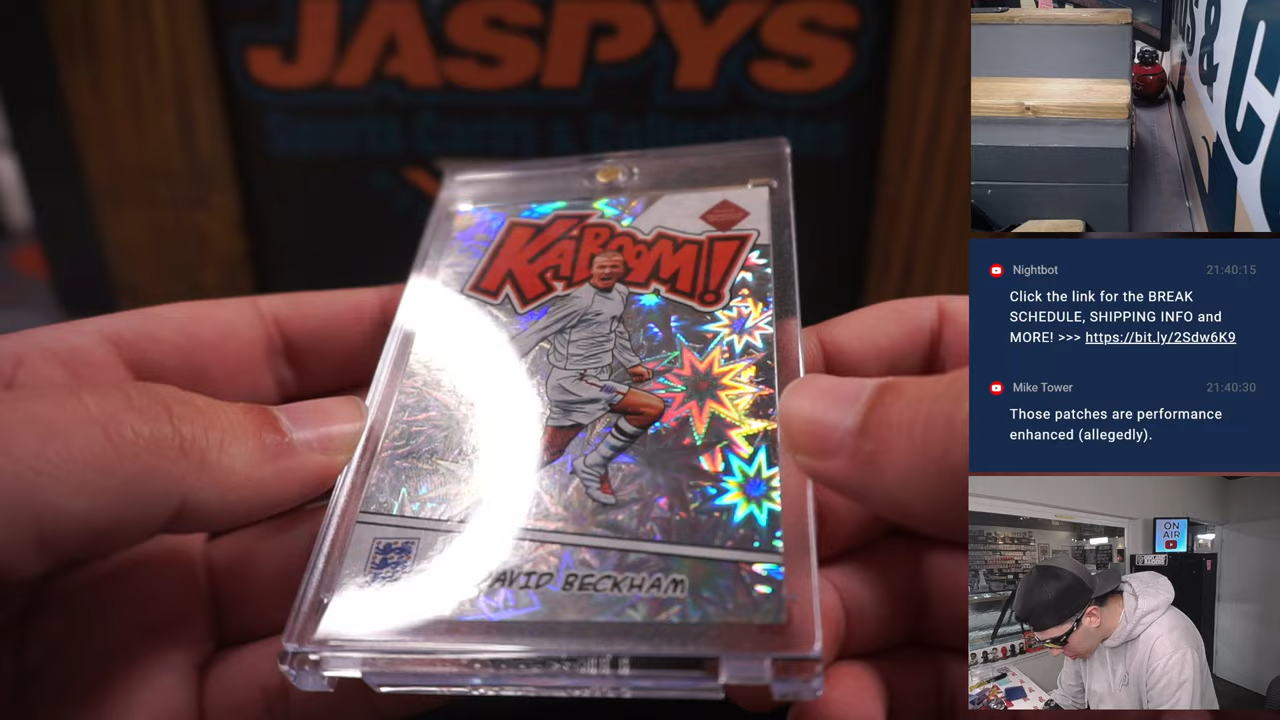 JASPYS
KABOOM!
DAVID BECKHAM
&
ON
AIR
Nightbot
21:40:15
Click the link for the BREAK
SCHEDULE, SHIPPING INFO and
MORE! >>> https://bit.ly/2Sdw6K9
Mike Tower
21:40:30
Those patches are performance
enhanced (allegedly).